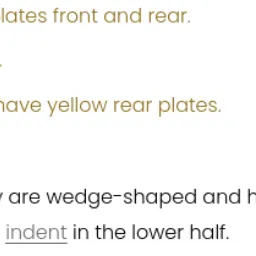 plates front and rear.
.
have yellow rear plates.
are wedge-shaped and
indent in the lower half.